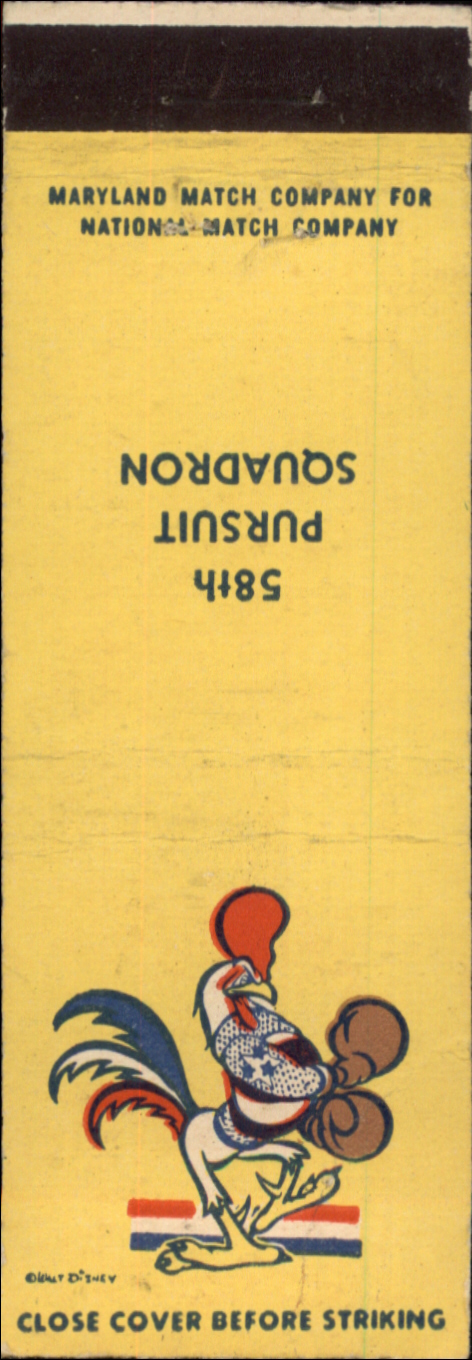 MARYLAND MATCH COMPANY FOR
NATIONAL MATCH COMPANY
58th
PURSUIT
SQUADRON
©WALT DISNEY
CLOSE COVER BEFORE STRIKING